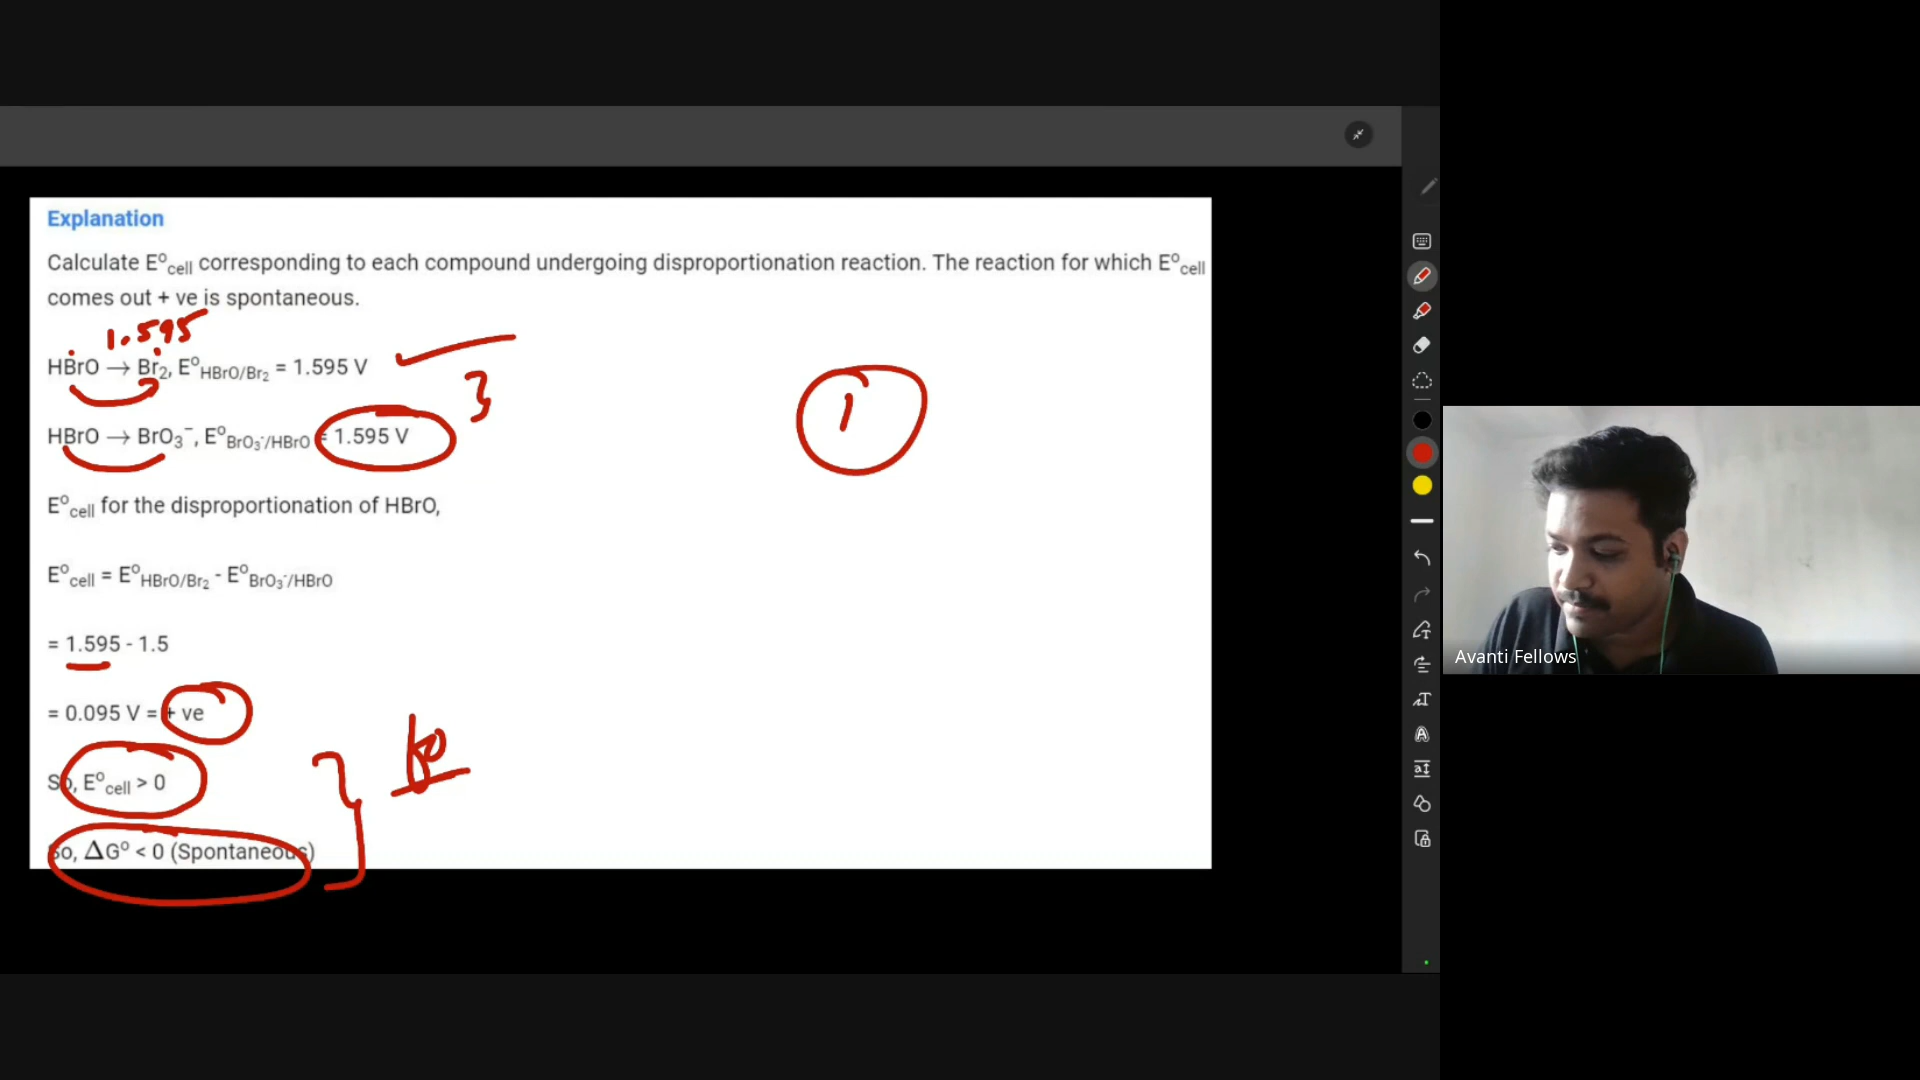 Explanation
Calculate E°cell corresponding to each compound undergoing disproportionation reaction. The reaction for which E°cell
comes out + ve is spontaneous.
1.595
HBrO → Br₂, E°HBrO/Br₂ = 1.595 V
HBrO → BrO₃⁻, E°BrO₃⁻/HBrO = 1.595 V
1
E°cell for the disproportionation of HBrO,
E°cell = E°HBrO/Br₂ - E°BrO₃⁻/HBrO
= 1.595 - 1.5
= 0.095 V = + ve
So, E°cell > 0
So, ΔG° < 0 (Spontaneous)
Avanti Fellows